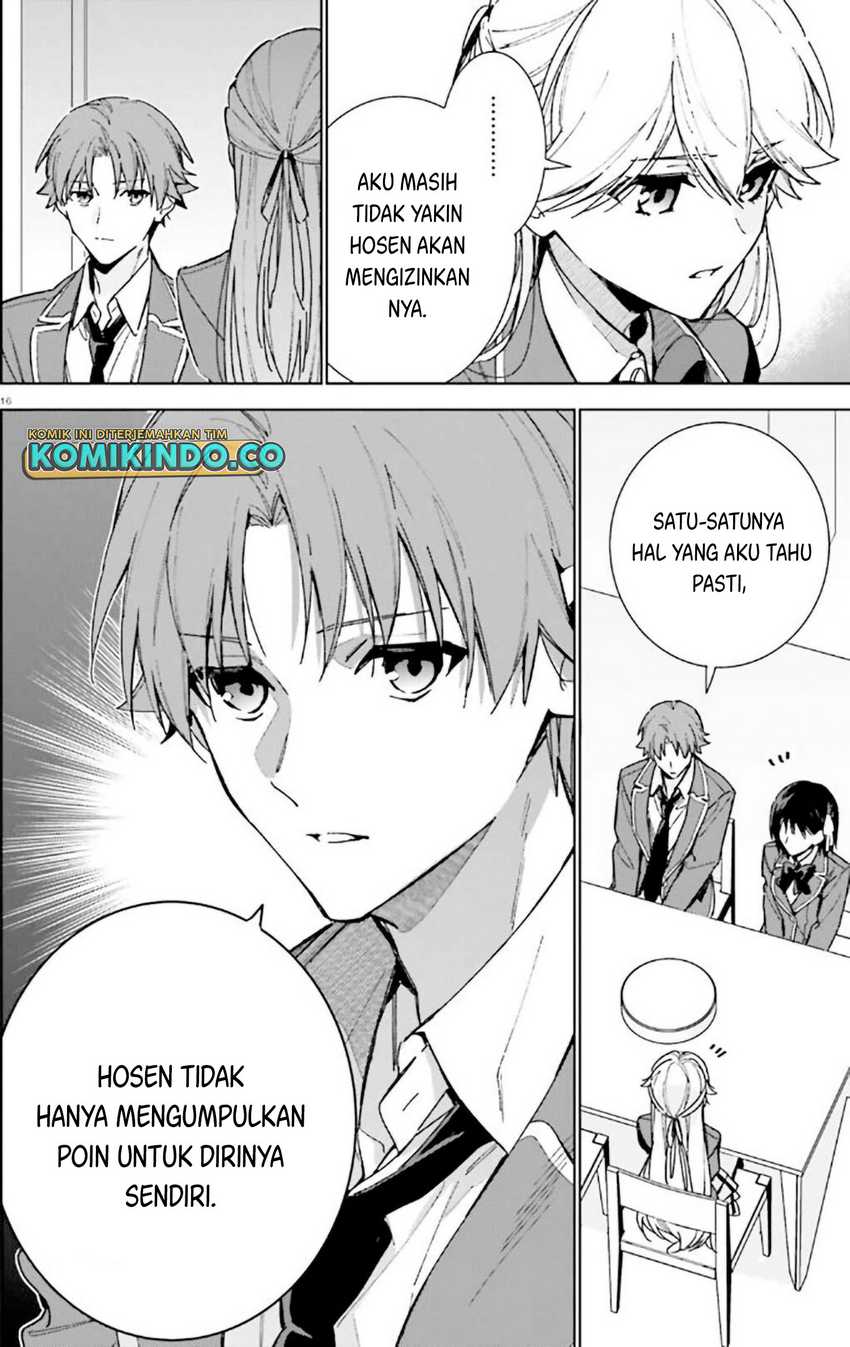 ………
AKU MASIH
TIDAK YAKIN
HOSEN AKAN
MENGIZINKAN
NYA.
16
KOMIK INI DITERJEMAHKAN TIM
KOMIKINDO.CO
SATU-SATUNYA
HAL YANG AKU TAHU
PASTI,
HOSEN TIDAK
HANYA MENGUMPULKAN
POIN UNTUK DIRINYA
SENDIRI.